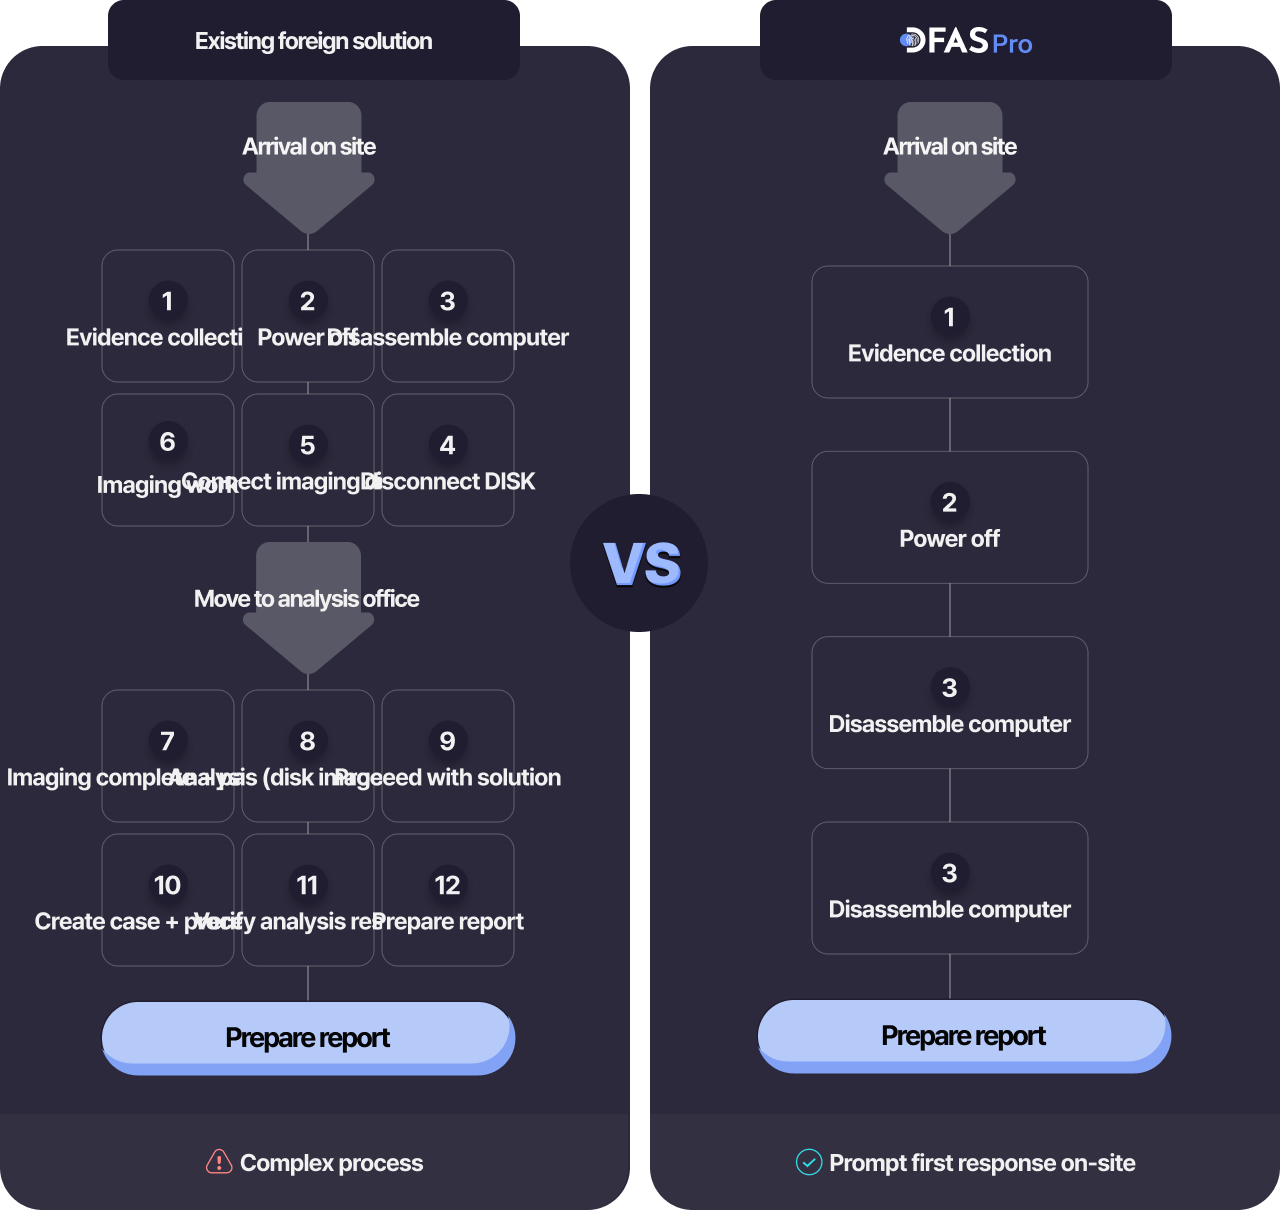 Existing foreign solution
Arrival on site
1
Evidence collecti
2
Power off
3
Disassemble computer
6
Imaging work
5
Connect imaging
4
Disconnect DISK
Move to analysis office
7
Imaging complete
8
Analysis (disk image
9
Proceed with solution
10
Create case +
11
Verify analysis res
12
Prepare report
Prepare report
Complex process
VS
DFAS Pro
Arrival on site
1
Evidence collection
2
Power off
3
Disassemble computer
3
Disassemble computer
Prepare report
Prompt first response on-site